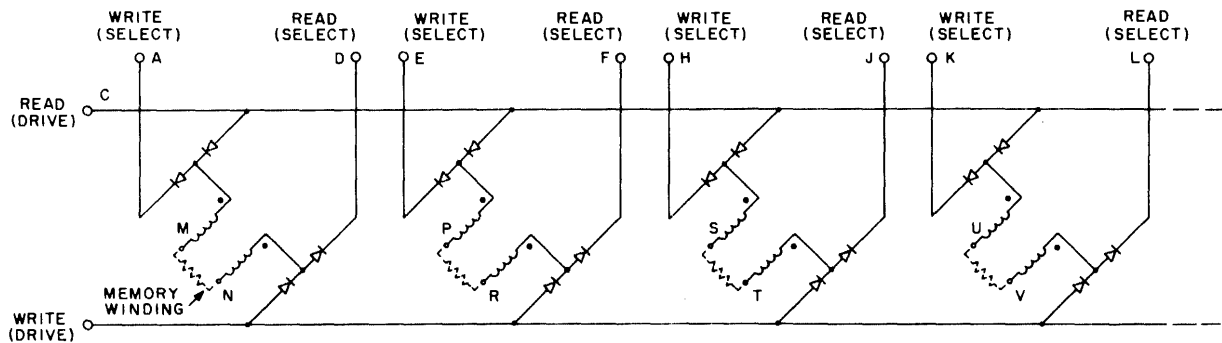 WRITE
(SELECT)
READ
(SELECT)
WRITE
(SELECT)
READ
(SELECT)
WRITE
(SELECT)
READ
(SELECT)
WRITE
(SELECT)
READ
(SELECT)
A
D
E
F
H
J
K
L
C
READ
(DRIVE)
M
P
S
U
N
R
T
V
MEMORY
WINDING
WRITE
(DRIVE)